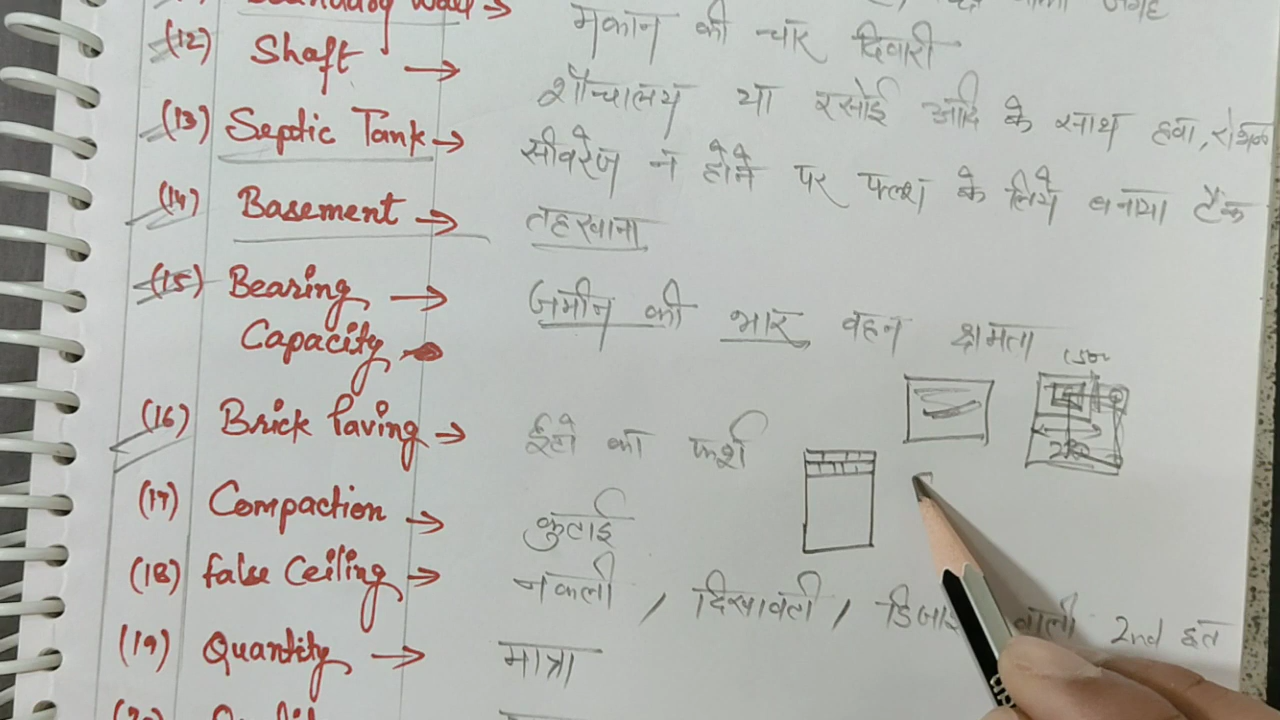 Boundary Wall →
मकान की चार दिवारी
(12) Shaft →
शौचालय या रसोई आदि के साथ हवा, रोशन
(13) Septic Tank →
सीवरेज न होने पर फ्लश के लिये बनाया टैंक
(14) Basement → तहखाना
(15) Bearing Capacity → जमीन की भार वहन क्षमता
(16) Brick Paving → ईंटो का फर्श
(17) Compaction → कुटाई
(18) false Ceiling → नकली, दिखावटी, वाली 2nd छत
(19) Quantity → मात्रा